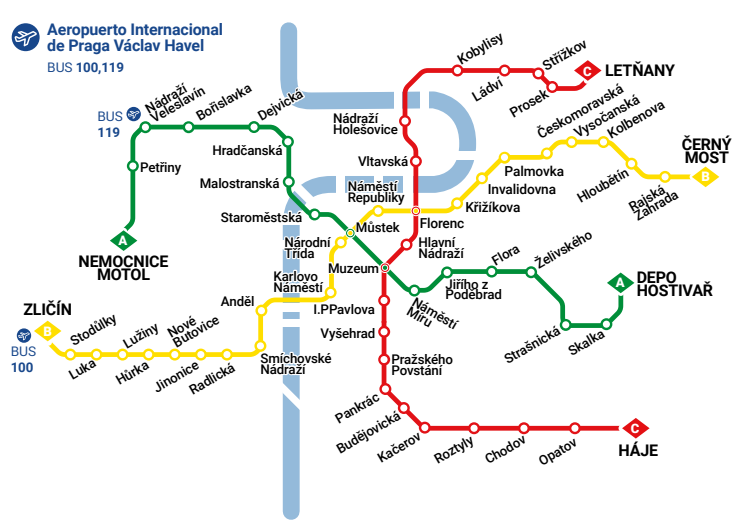 Aeropuerto Internacional
de Praga Václav Havel
BUS 100,119
BUS
119
Nádraží
Veleslavín
Bořislavka
Dejvická
Petřiny
Hradčanská
Malostranská
Staroměstská
A
NEMOCNICE
MOTOL
Kobylisy
Ládví
Střížkov
Prosek
C
LETŇANY
Nádraží
Holešovice
Vltavská
Náměstí
Republiky
Florenc
Českomoravská
Vysočanská
Kolbenova
Palmovka
Invalidovna
Křižíkova
Hloubětín
Rajská
Zahrada
ČERNÝ
MOST
B
Můstek
Národní
Třída
Hlavní
Nádraží
Muzeum
Karlovo
Náměstí
Anděl
I.PPavlova
Náměstí
Míru
Jiřího z
Poděbrad
Flora
Želivského
Strašnická
Skalka
A
DEPO
HOSTIVAŘ
ZLIČÍN
B
BUS
100
Stodůlky
Luka
Lužiny
Hůrka
Nové
Butovice
Jinonice
Radlická
Smíchovské
Nádraží
Vyšehrad
Pražského
Povstání
Pankrác
Budějovická
Kačerov
Roztyly
Chodov
Opatov
C
HÁJE